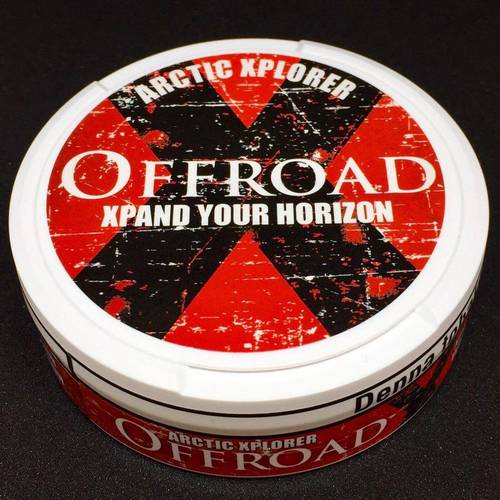 ARCTIC XPLORER
OFFROAD
XPAND YOUR HORIZON
Denna
ARCTIC XPLORER
OFFROAD